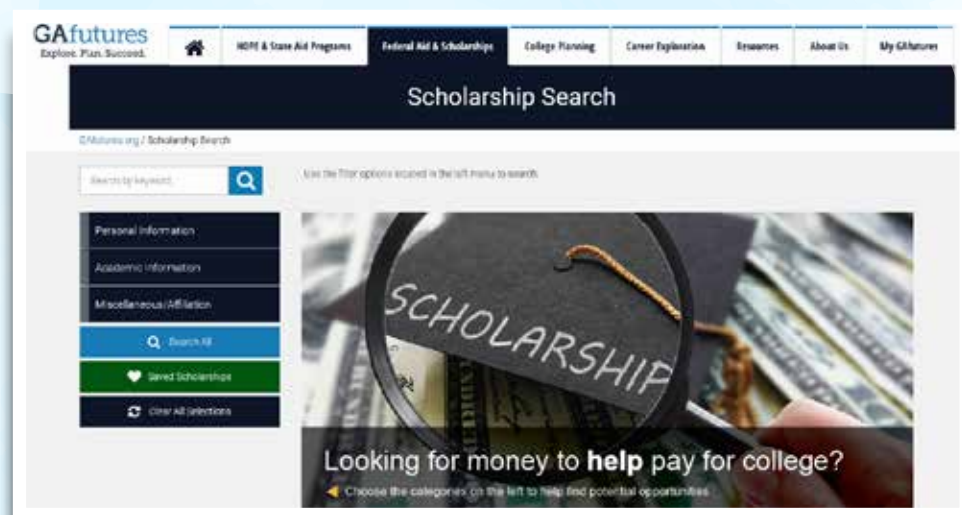 GAfutures
Explore. Plan. Succeed.
HOPE & State Aid Programs
Federal Aid & Scholarships
College Planning
Career Exploration
Resources
About Us
My GAfutures
Scholarship Search
GAfutures.org / Scholarship Search
Search by keyword
Use the filter options located in the left menu to search.
Personal Information
Academic Information
Miscellaneous/Affiliation
Search All
Saved Scholarships
Clear All Selections
SCHOLARSHIP
Looking for money to help pay for college?
Choose the categories on the left to help find potential opportunities